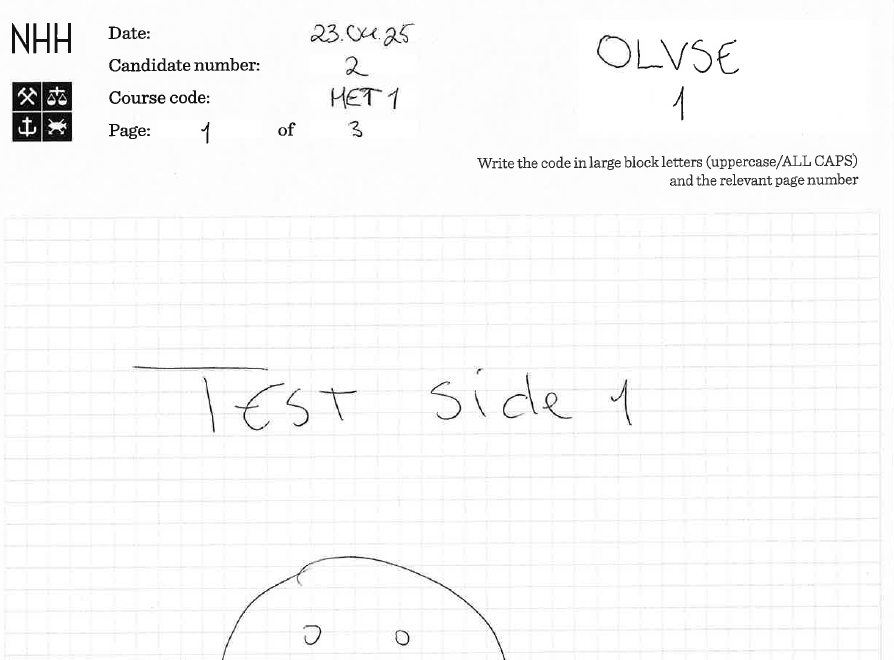 NHH
Date: 23.04.25
Candidate number: 2
Course code: MET 1
Page: 1 of 3
OLVSE
1
Write the code in large block letters (uppercase/ALL CAPS)
and the relevant page number
TEST side 1